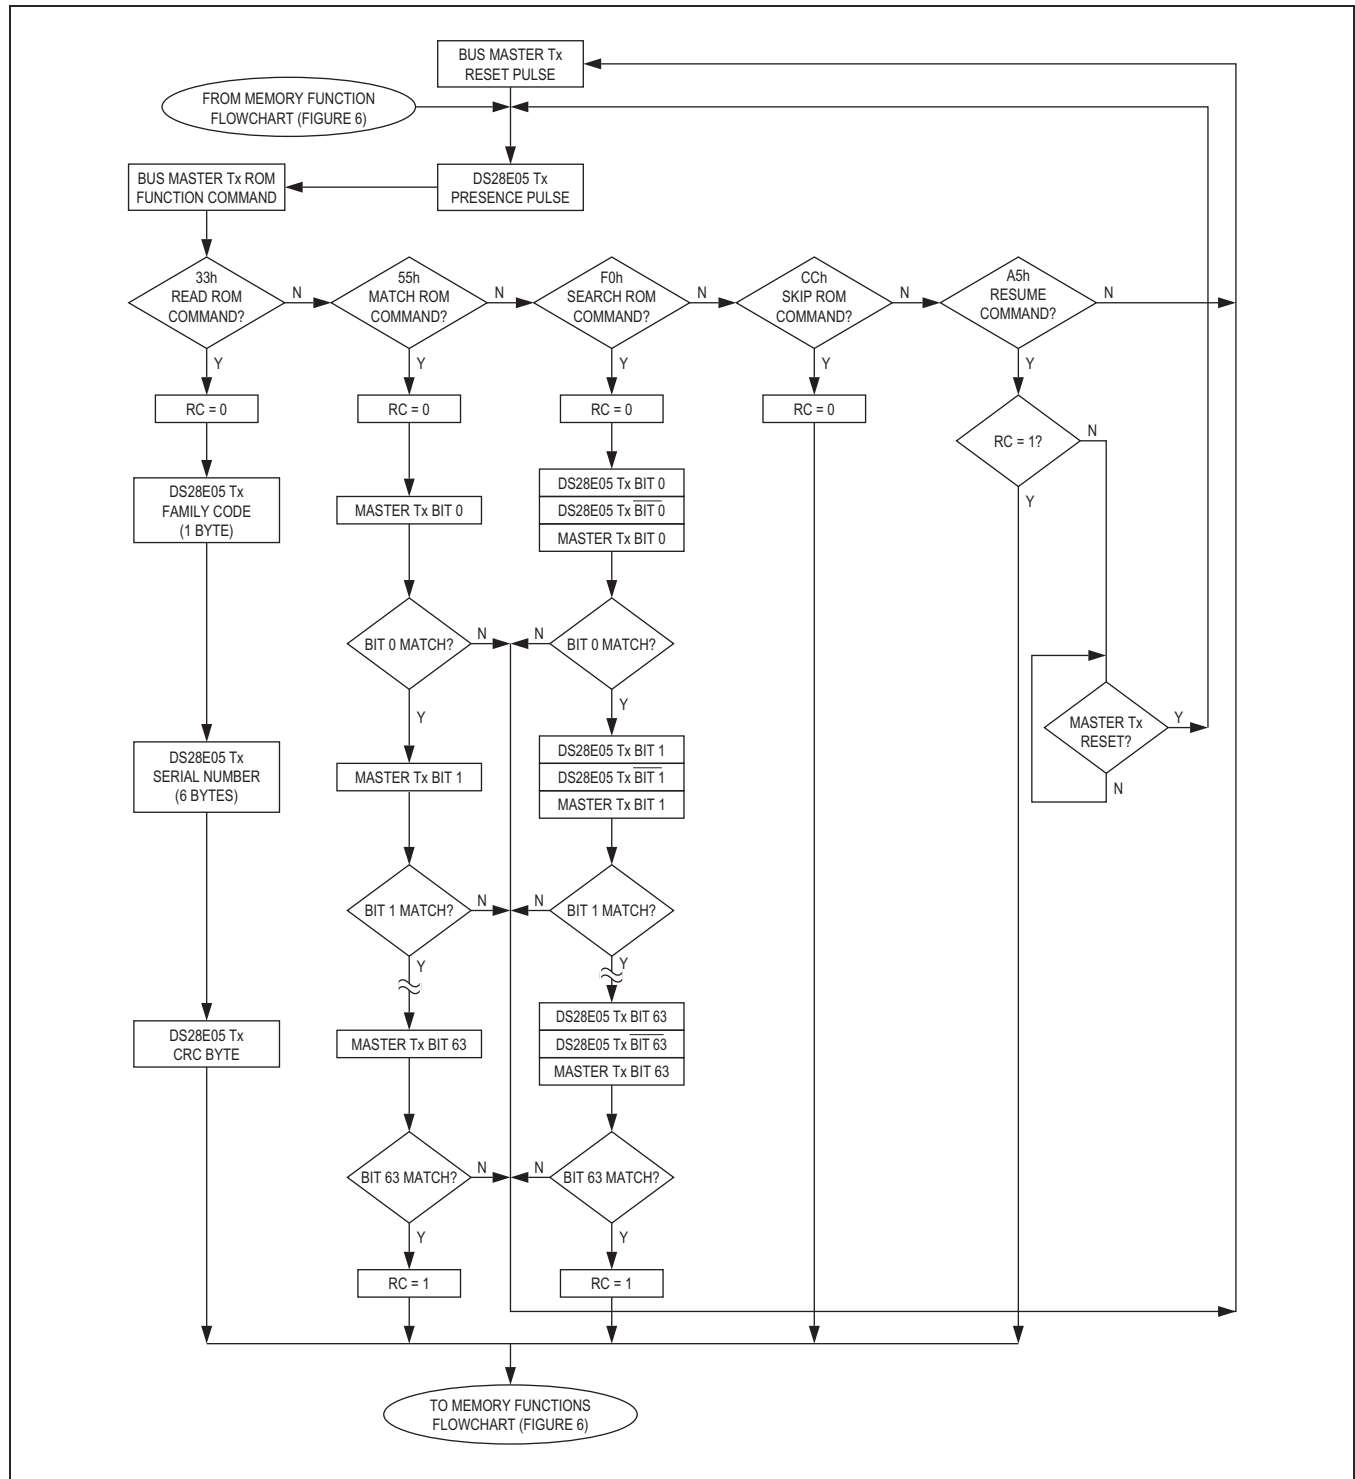 BUS MASTER Tx
RESET PULSE
FROM MEMORY FUNCTION
FLOWCHART (FIGURE 6)
BUS MASTER Tx ROM
FUNCTION COMMAND
DS28E05 Tx
PRESENCE PULSE
33h
READ ROM
COMMAND?
N
Y
55h
MATCH ROM
COMMAND?
N
Y
F0h
SEARCH ROM
COMMAND?
N
Y
CCh
SKIP ROM
COMMAND?
N
Y
A5h
RESUME
COMMAND?
N
Y
RC = 0
RC = 0
RC = 0
RC = 0
RC = 1?
N
Y
DS28E05 Tx
FAMILY CODE
(1 BYTE)
MASTER Tx BIT 0
DS28E05 Tx BIT 0
DS28E05 Tx B̅I̅T̅ ̅0̅
MASTER Tx BIT 0
BIT 0 MATCH?
N
Y
N
BIT 0 MATCH?
Y
MASTER Tx
RESET?
Y
N
DS28E05 Tx
SERIAL NUMBER
(6 BYTES)
MASTER Tx BIT 1
DS28E05 Tx BIT 1
DS28E05 Tx B̅I̅T̅ ̅1̅
MASTER Tx BIT 1
BIT 1 MATCH?
N
Y
N
BIT 1 MATCH?
Y
DS28E05 Tx
CRC BYTE
MASTER Tx BIT 63
DS28E05 Tx BIT 63
DS28E05 Tx B̅I̅T̅ ̅6̅3̅
MASTER Tx BIT 63
BIT 63 MATCH?
N
Y
N
BIT 63 MATCH?
Y
RC = 1
RC = 1
TO MEMORY FUNCTIONS
FLOWCHART (FIGURE 6)